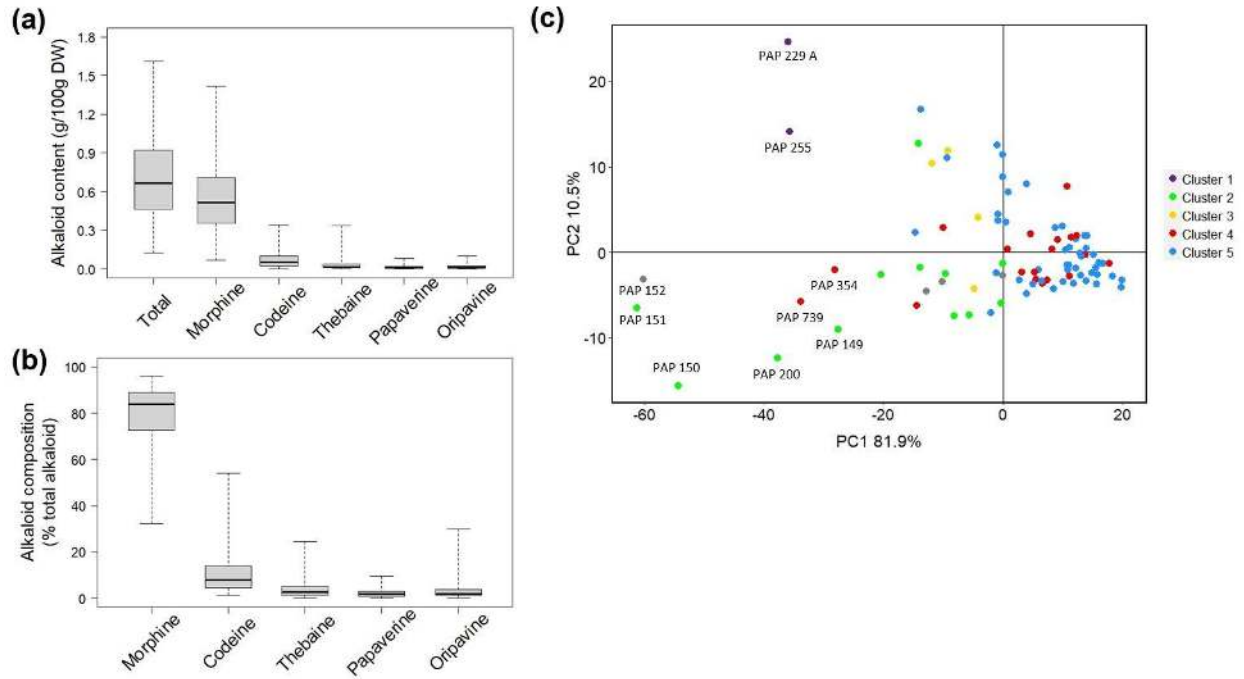 (a)
Alkaloid content (g/100g DW)
1.8
1.5
1.2
0.9
0.6
0.3
0.0
Total
Morphine
Codeine
Thebaine
Papaverine
Oripavine
(b)
Alkaloid composition
(% total alkaloid)
100
80
60
40
20
0
Morphine
Codeine
Thebaine
Papaverine
Oripavine
(c)
PC2 10.5%
20
10
0
-10
PAP 229 A
PAP 255
PAP 152
PAP 151
PAP 354
PAP 739
PAP 149
PAP 150
PAP 200
-60
-40
-20
0
20
PC1 81.9%
Cluster 1
Cluster 2
Cluster 3
Cluster 4
Cluster 5